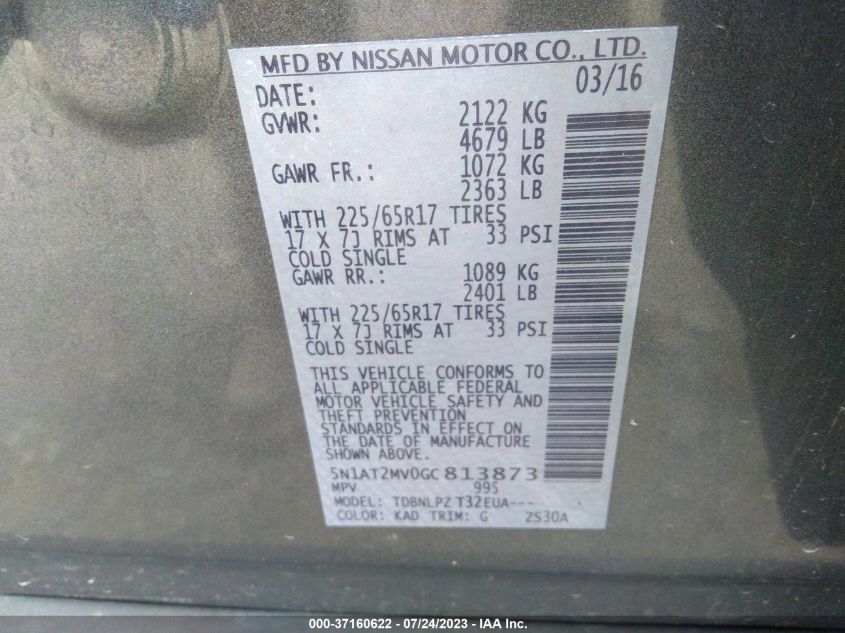 MFD BY NISSAN MOTOR CO., LTD.
DATE: 03/16
GVWR: 2122 KG
4679 LB
GAWR FR.: 1072 KG
2363 LB
WITH 225/65R17 TIRES
17 X 7J RIMS AT 33 PSI
COLD SINGLE
GAWR RR.: 1089 KG
2401 LB
WITH 225/65R17 TIRES
17 X 7J RIMS AT 33 PSI
COLD SINGLE
THIS VEHICLE CONFORMS TO
ALL APPLICABLE FEDERAL
MOTOR VEHICLE SAFETY AND
THEFT PREVENTION
STANDARDS IN EFFECT ON
THE DATE OF MANUFACTURE
SHOWN ABOVE.
5N1AT2MV0GC813873
MPV 995
MODEL: TDBNLPZ T32EUA---
COLOR: KAD TRIM: G ZS30A
000-37160622 - 07/24/2023 - IAA Inc.